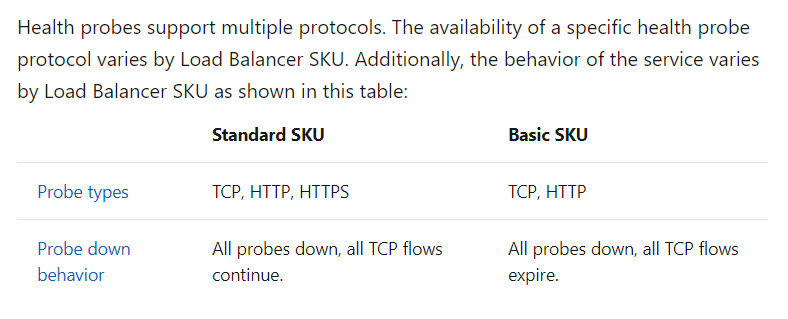 Health probes support multiple protocols. The availability of a specific health probe
protocol varies by Load Balancer SKU. Additionally, the behavior of the service varies
by Load Balancer SKU as shown in this table:
Standard SKU Basic SKU
Probe types TCP, HTTP, HTTPS TCP, HTTP
Probe down All probes down, all TCP flows All probes down, all TCP flows
behavior continue. expire.